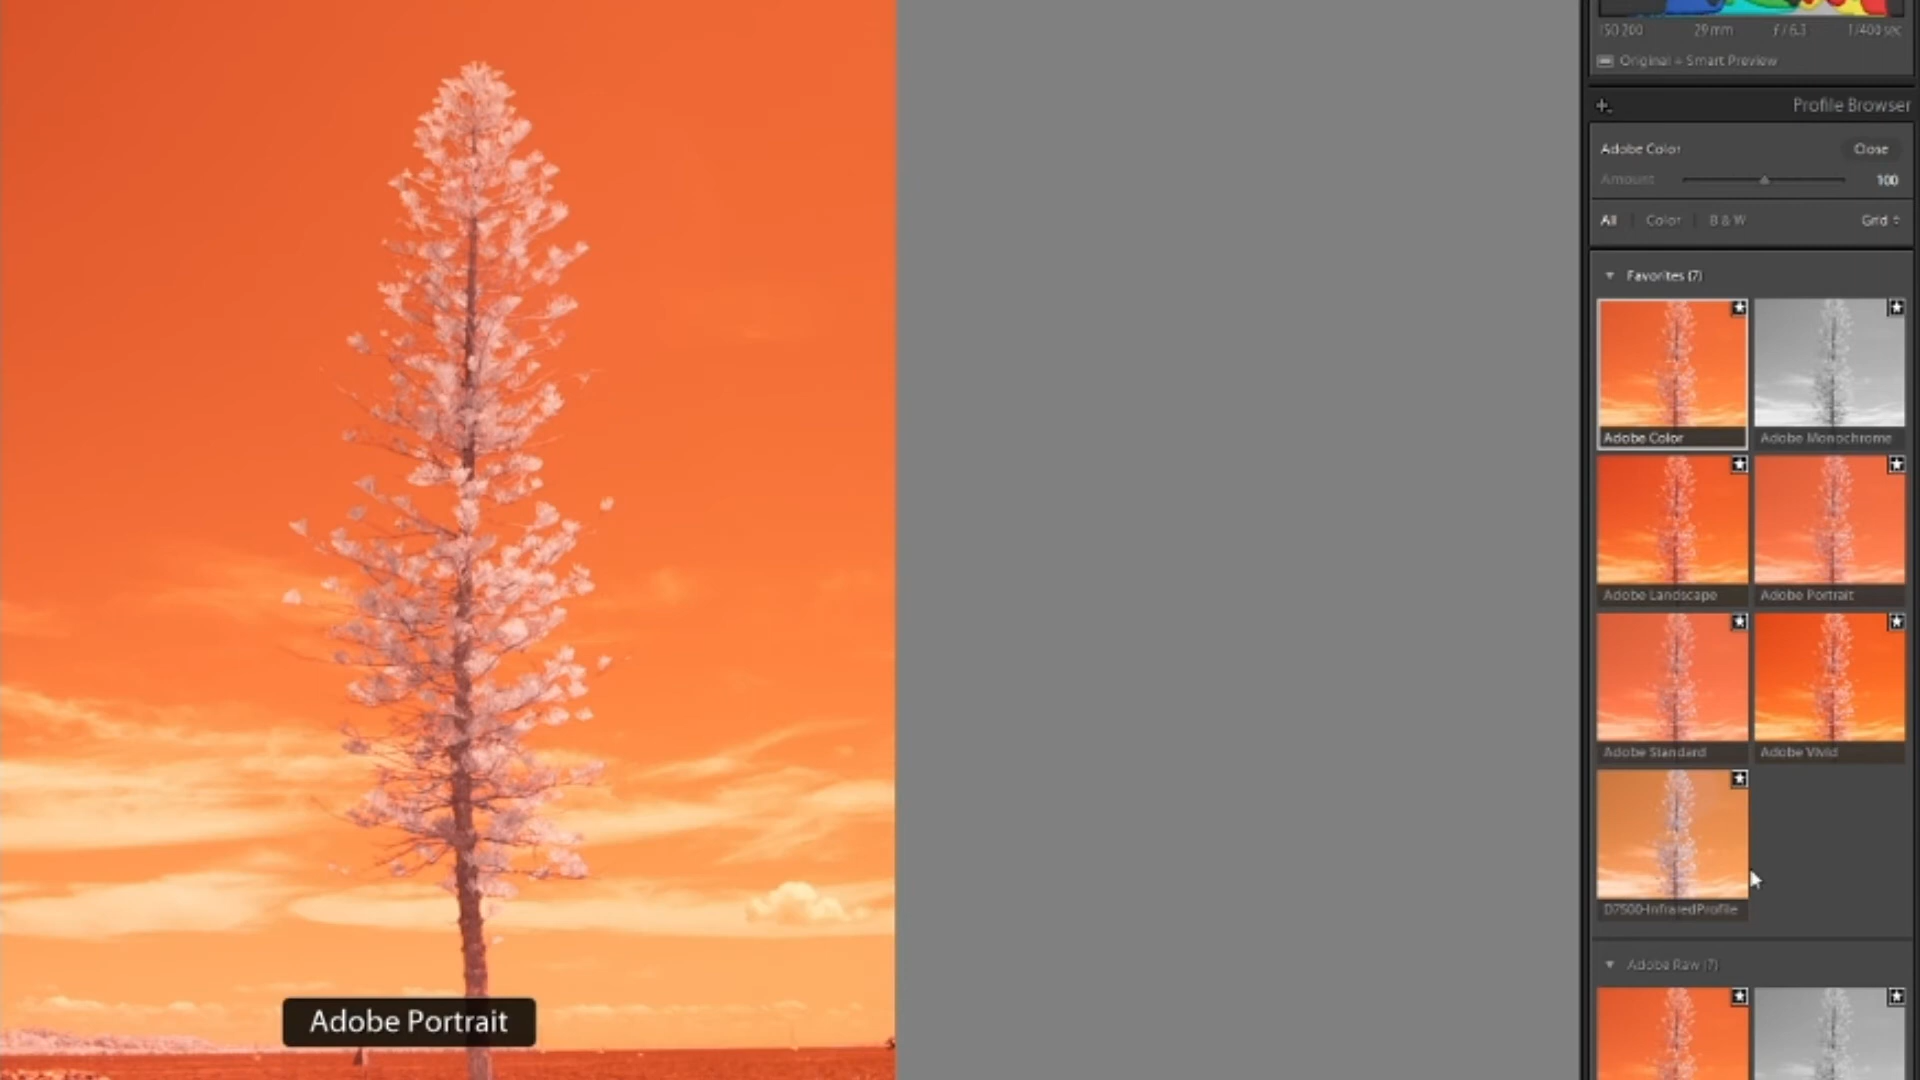 ISO 200 29 mm f / 6.3 1/400 sec
Original + Smart Preview
Profile Browser
Adobe Color Close
Amount 100
All Color B & W Grid
Favorites (7)
Adobe Color Adobe Monochrome
Adobe Landscape Adobe Portrait
Adobe Standard Adobe Vivid
D7500-InfraredProfile
Adobe Raw (7)
Adobe Portrait